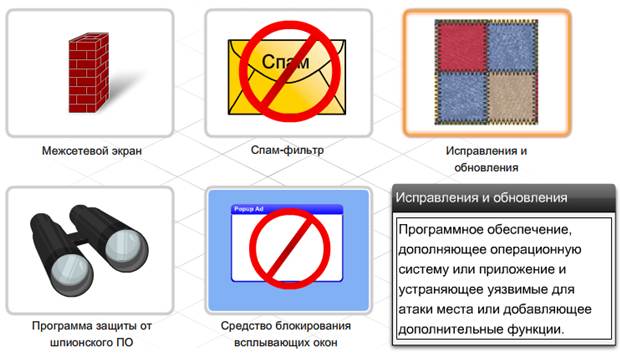 Спам
Межсетевой экран
Спам-фильтр
Исправления и
обновления
Popup Ad
Программа защиты от
шпионского ПО
Средство блокирования
всплывающих окон
Исправления и обновления
Программное обеспечение,
дополняющее операционную
систему или приложение и
устраняющее уязвимые для
атаки места или добавляющее
дополнительные функции.